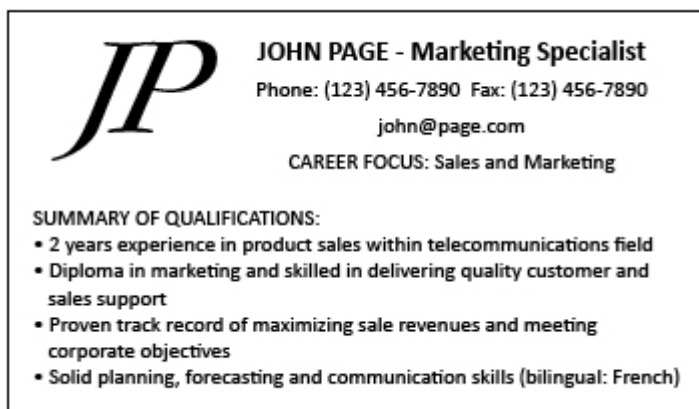 JP
JOHN PAGE - Marketing Specialist
Phone: (123) 456-7890 Fax: (123) 456-7890
john@page.com
CAREER FOCUS: Sales and Marketing
SUMMARY OF QUALIFICATIONS:
• 2 years experience in product sales within telecommunications field
• Diploma in marketing and skilled in delivering quality customer and
sales support
• Proven track record of maximizing sale revenues and meeting
corporate objectives
• Solid planning, forecasting and communication skills (bilingual: French)